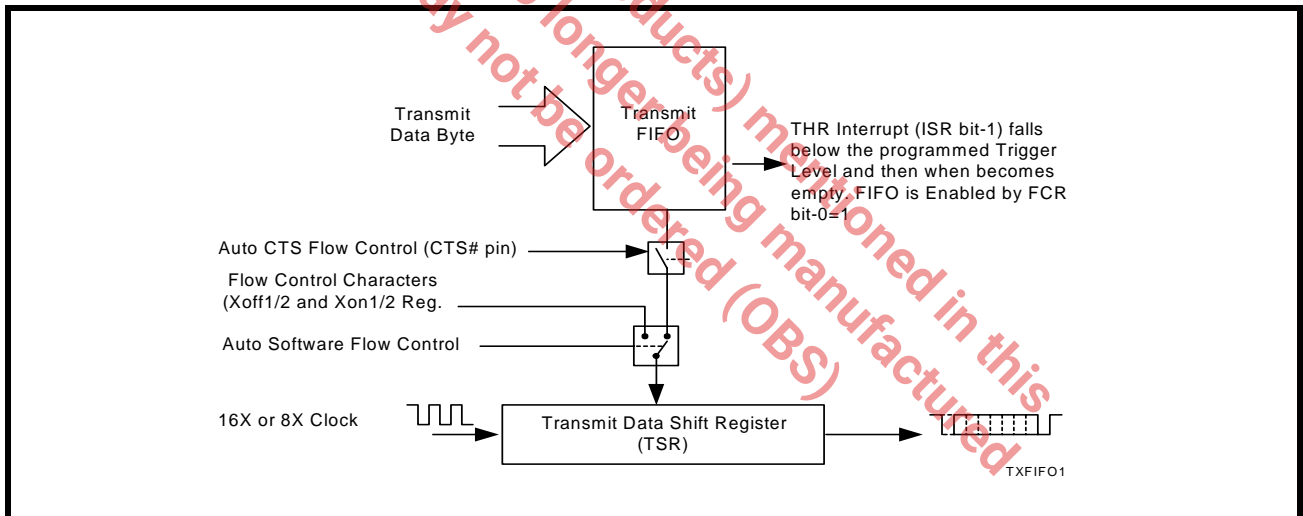 Transmit
Data Byte
Transmit
FIFO
THR Interrupt (ISR bit-1) falls
below the programmed Trigger
Level and then when becomes
empty. FIFO is Enabled by FCR
bit-0=1
Auto CTS Flow Control (CTS# pin)
Flow Control Characters
(Xoff1/2 and Xon1/2 Reg.
Auto Software Flow Control
16X or 8X Clock
Transmit Data Shift Register
(TSR)
TXFIFO1
oducts) mentioned in this
longer being manufactured
y not be ordered (OBS)